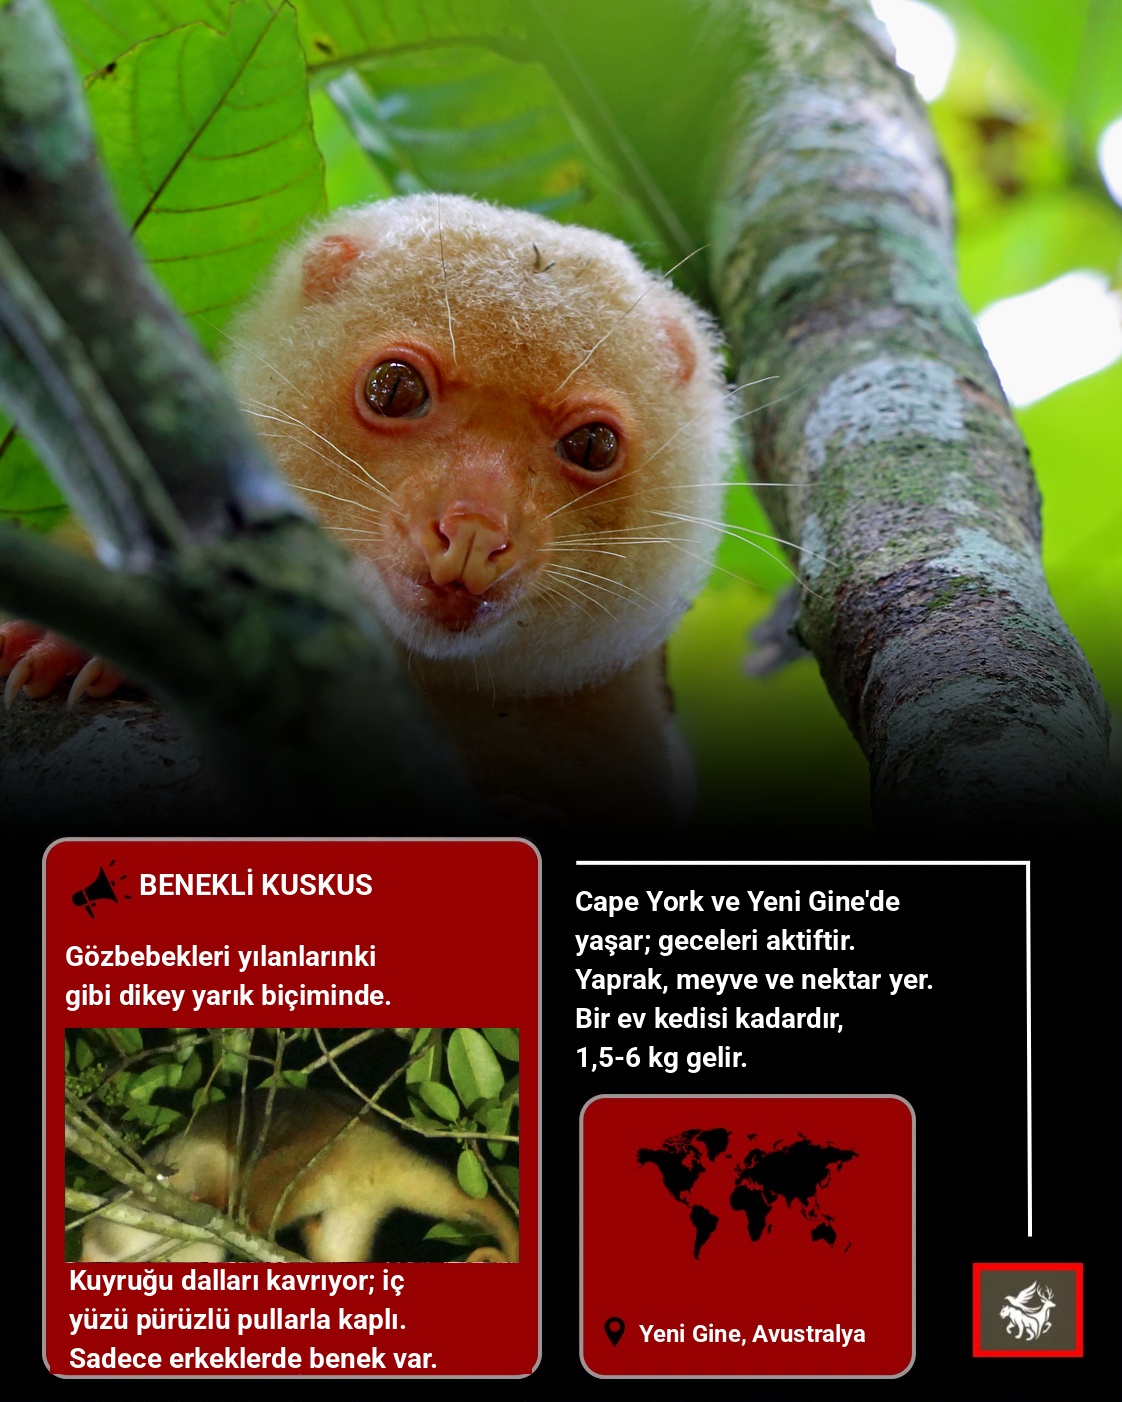 BENEKLİ KUSKUS
Gözbebekleri yılanlarınki
gibi dikey yarık biçiminde.
Kuyruğu dalları kavrıyor; iç
yüzü pürüzlü pullarla kaplı.
Sadece erkeklerde benek var.
Cape York ve Yeni Gine'de
yaşar; geceleri aktiftir.
Yaprak, meyve ve nektar yer.
Bir ev kedisi kadardır,
1,5-6 kg gelir.
Yeni Gine, Avustralya